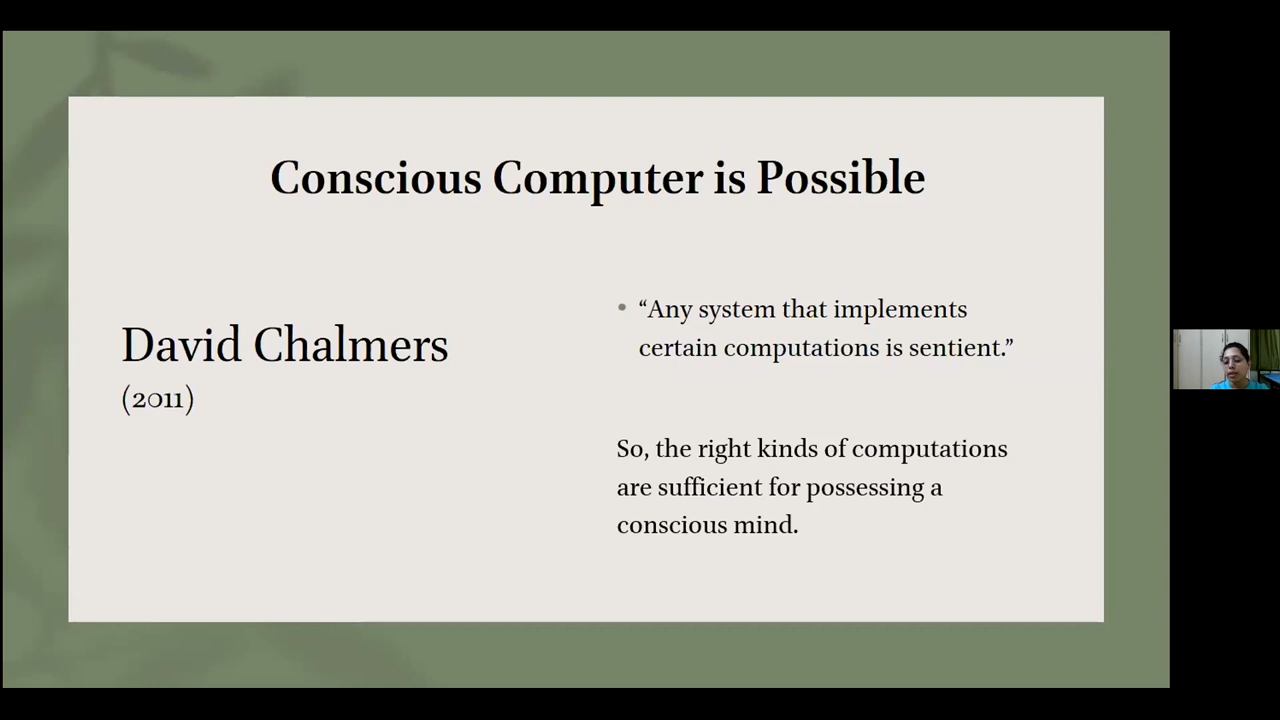 Conscious Computer is Possible
David Chalmers
(2011)
“Any system that implements
certain computations is sentient.”
So, the right kinds of computations
are sufficient for possessing a
conscious mind.